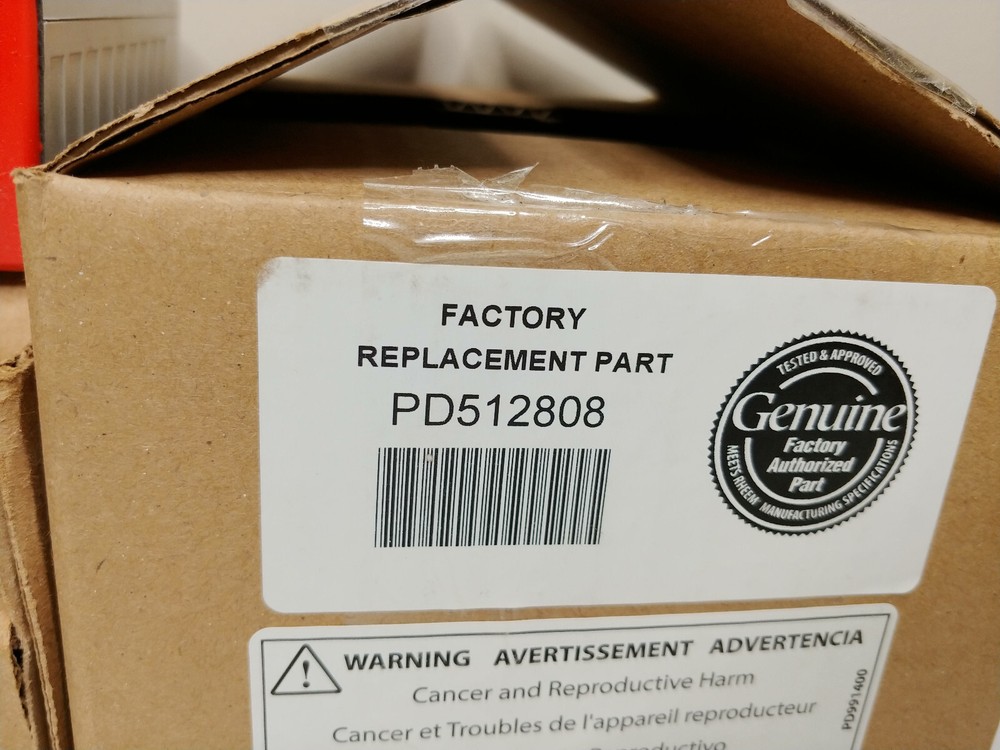 FACTORY
REPLACEMENT PART
PD512808
TESTED & APPROVED
Genuine
Factory
Authorized
Part
MEETS RHEEM MANUFACTURING SPECIFICATIONS
WARNING AVERTISSEMENT ADVERTENCIA
Cancer and Reproductive Harm
Cancer et Troubles de l'appareil reproducteur
PD991400